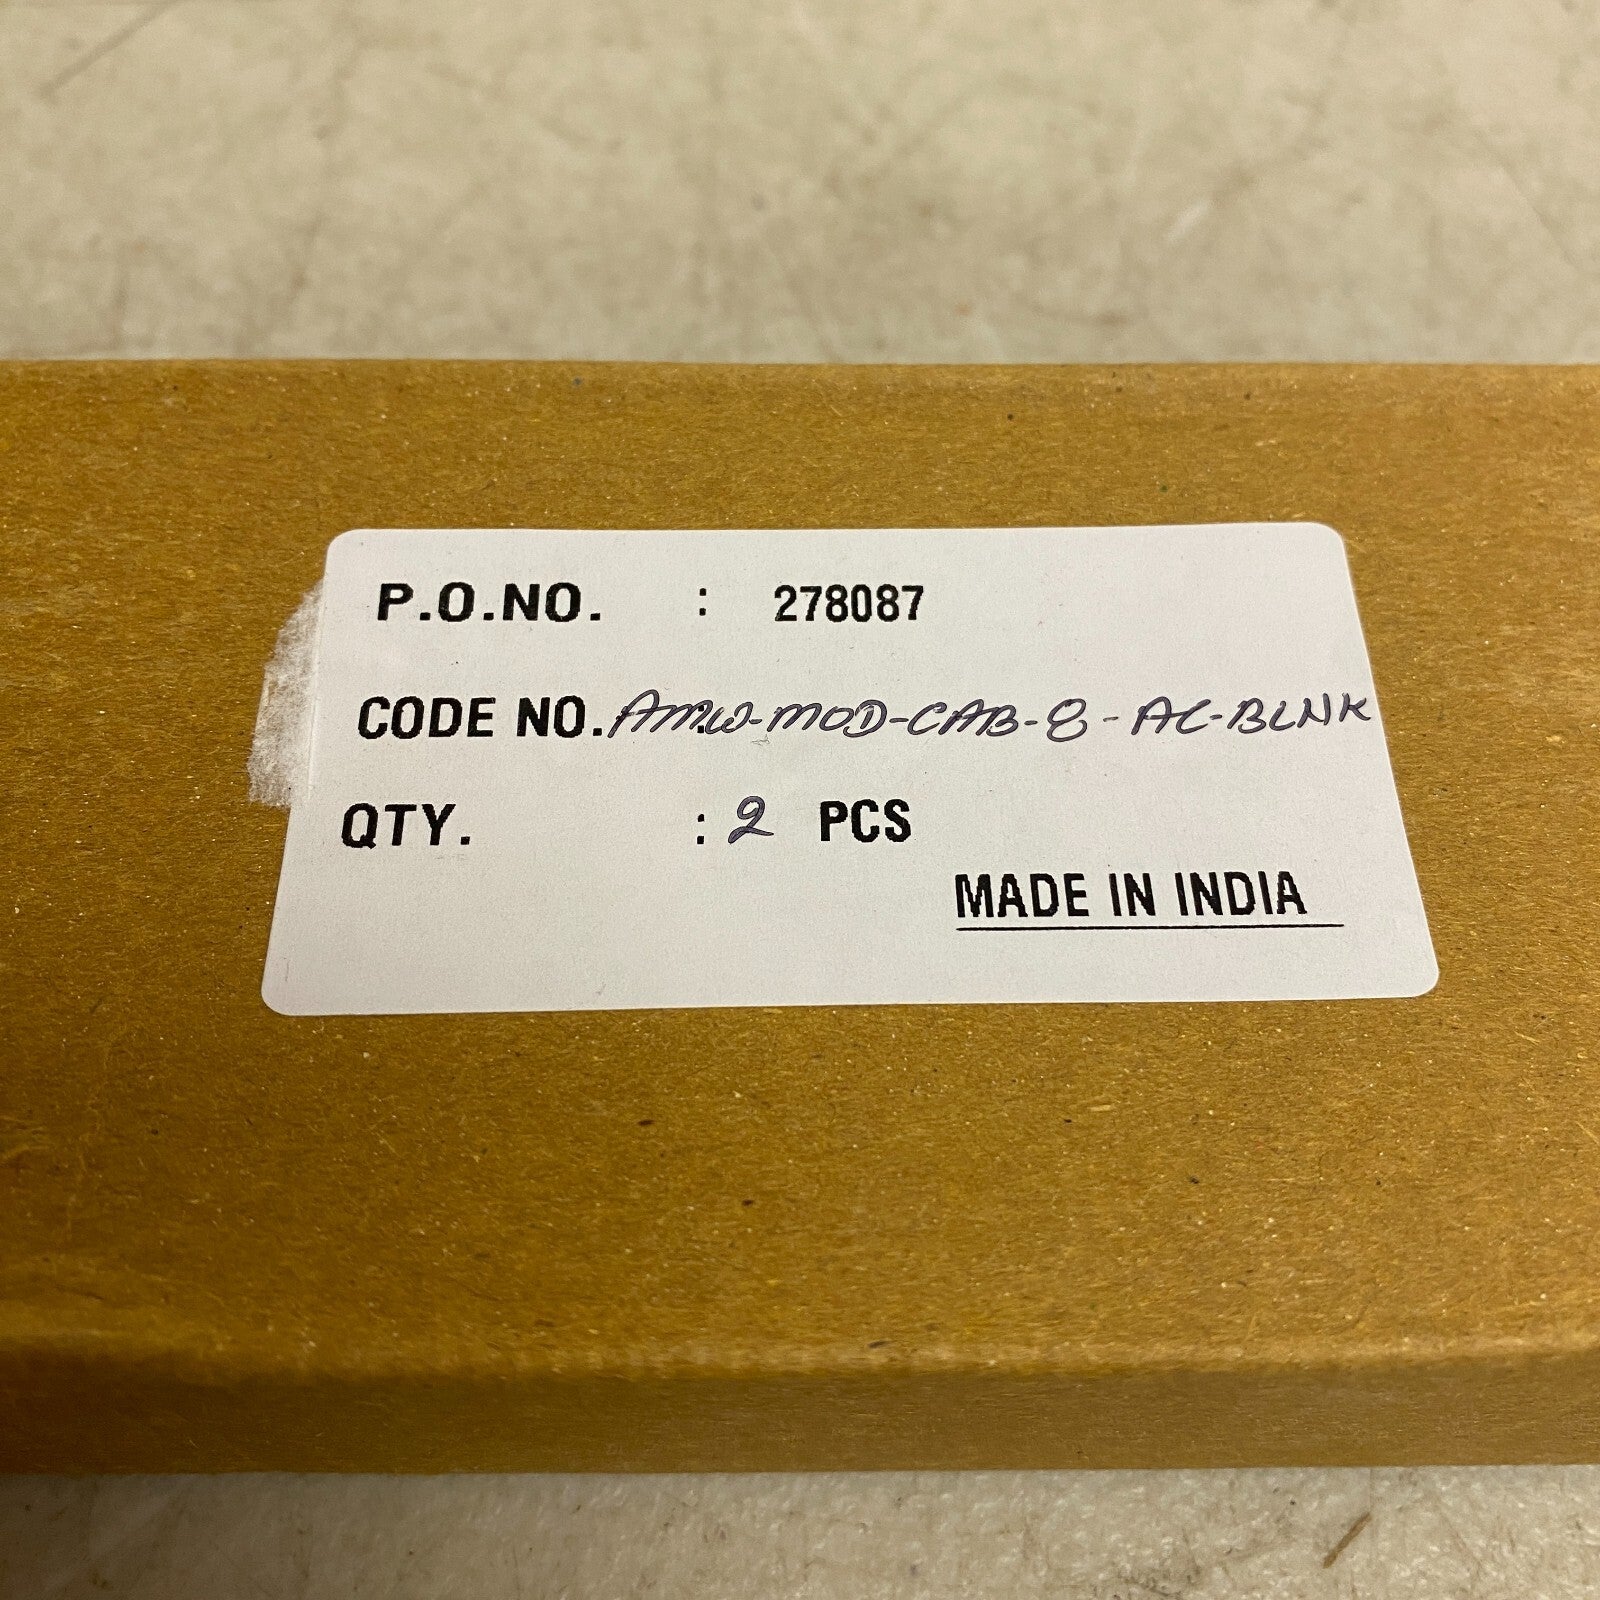 P.O.NO. : 278087
CODE NO. : AMW-MOD-CAB-8-AC-BLNK
QTY. : 2 PCS
MADE IN INDIA